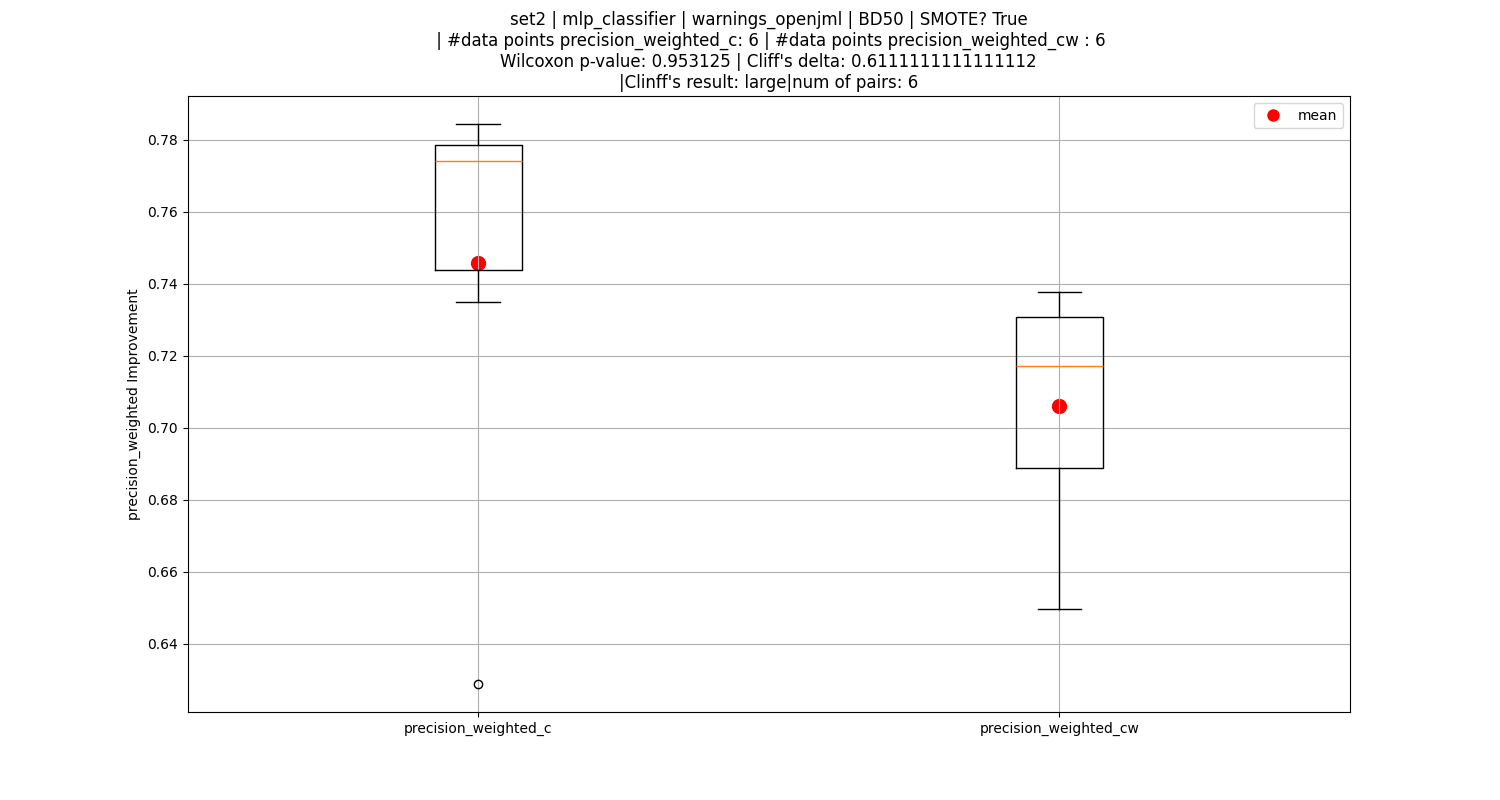 set2 | mlp_classifier | warnings_openjml | BD50 | SMOTE? True
| #data points precision_weighted_c: 6 | #data points precision_weighted_cw : 6
Wilcoxon p-value: 0.953125 | Cliff's delta: 0.6111111111111112
|Clinff's result: large|num of pairs: 6
mean
0.78
0.76
0.74
0.72
0.70
0.68
0.66
0.64
precision_weighted Improvement
precision_weighted_c
precision_weighted_cw